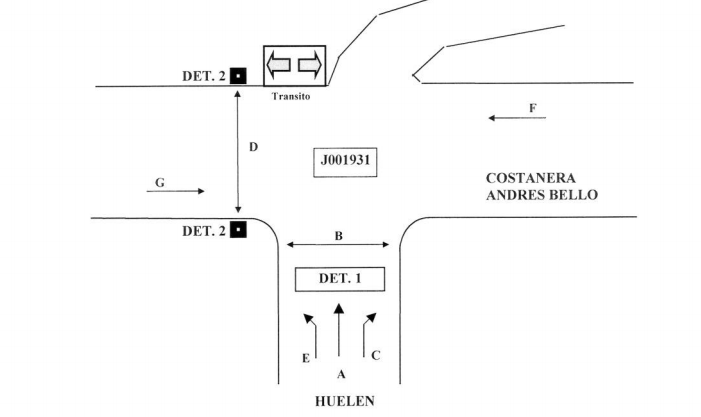 DET. 2
Transito
F
D
J001931
G
COSTANERA
ANDRES BELLO
DET. 2
B
DET. 1
E
C
A
HUELEN